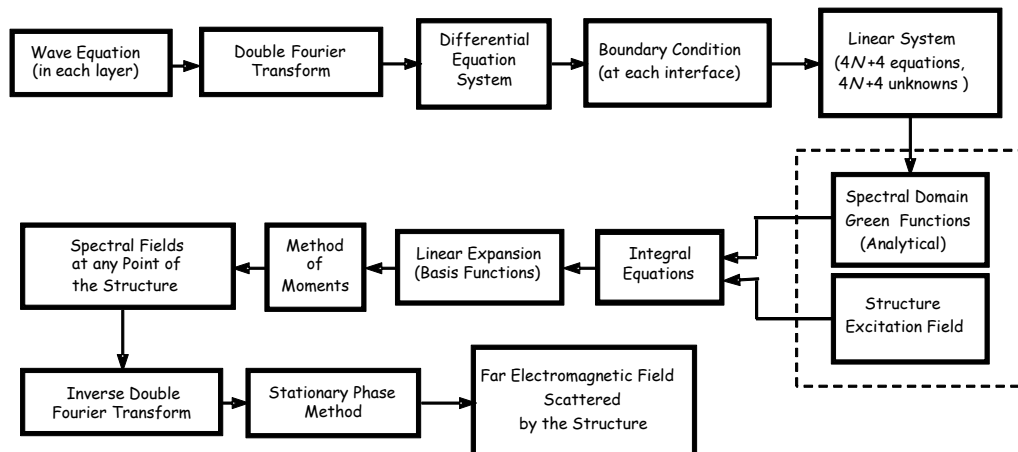 Wave Equation
(in each layer)
Double Fourier
Transform
Differential
Equation
System
Boundary Condition
(at each interface)
Linear System
(4N+4 equations,
4N+4 unknowns )
Spectral Domain
Green Functions
(Analytical)
Structure
Excitation Field
Integral
Equations
Linear Expansion
(Basis Functions)
Method
of
Moments
Spectral Fields
at any Point of
the Structure
Inverse Double
Fourier Transform
Stationary Phase
Method
Far Electromagnetic Field
Scattered
by the Structure